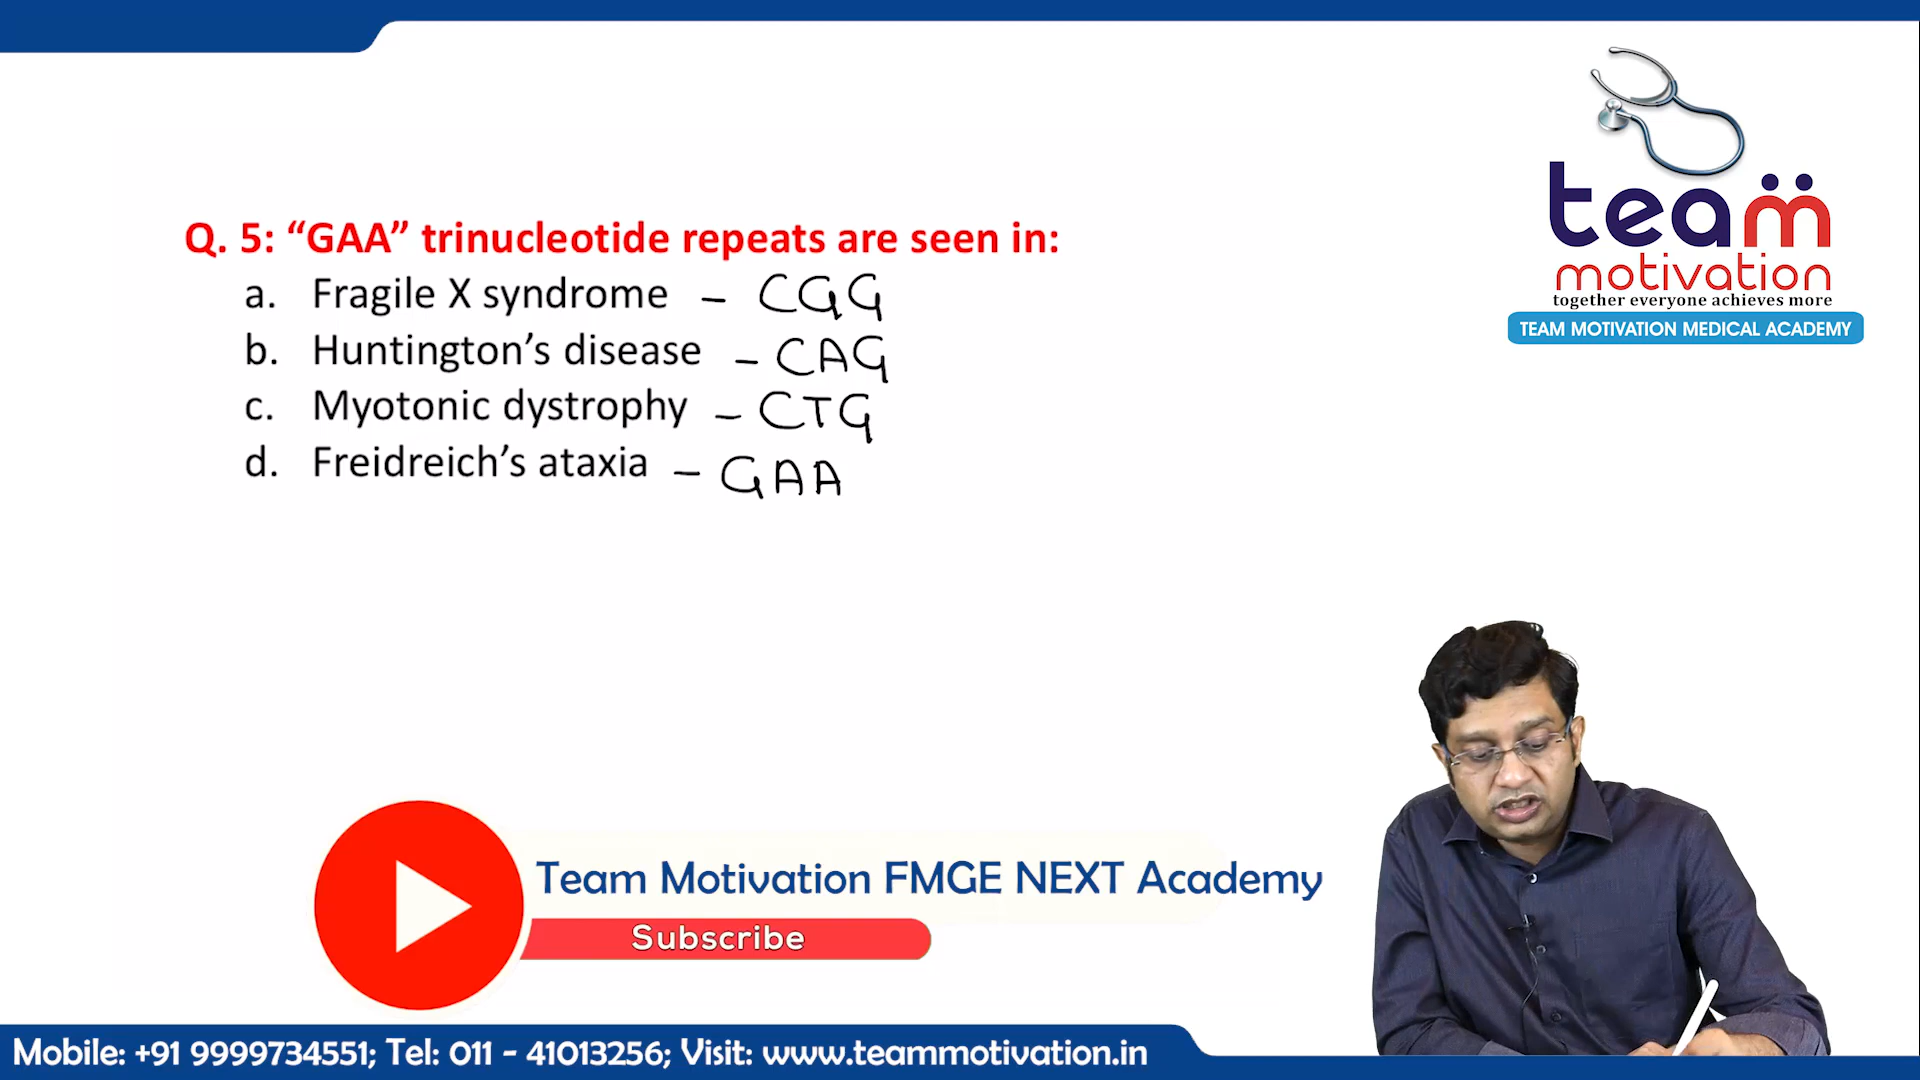 team
motivation
together everyone achieves more
TEAM MOTIVATION MEDICAL ACADEMY
Q. 5: “GAA” trinucleotide repeats are seen in:
a. Fragile X syndrome – CGG
b. Huntington’s disease – CAG
c. Myotonic dystrophy – CTG
d. Freidreich’s ataxia – GAA
Team Motivation FMGE NEXT Academy
Subscribe
Mobile: +91 9999734551; Tel: 011 - 41013256; Visit: www.teammotivation.in